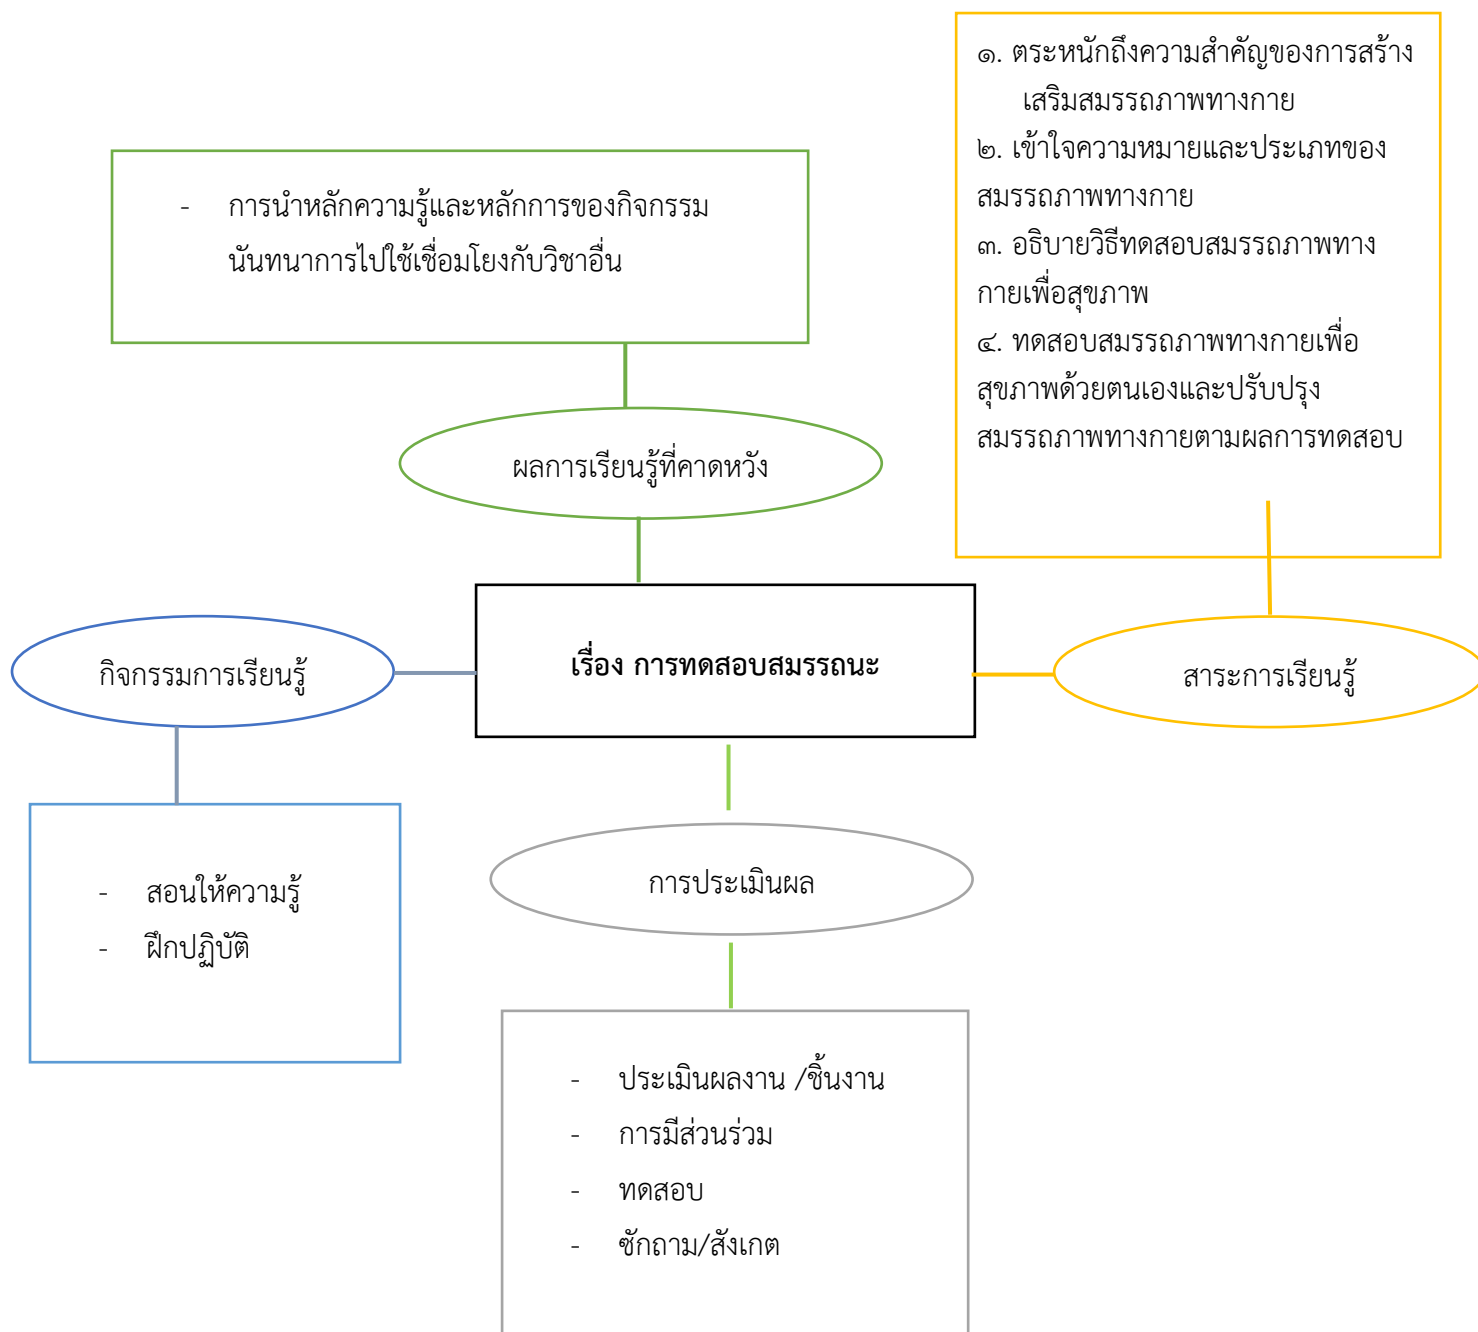 ๑. ตระหนักถึงความสำคัญของการสร้าง
เสริมสมรรถภาพทางกาย
๒. เข้าใจความหมายและประเภทของ
สมรรถภาพทางกาย
๓. อธิบายวิธีทดสอบสมรรถภาพทาง
กายเพื่อสุขภาพ
๔. ทดสอบสมรรถภาพทางกายเพื่อ
สุขภาพด้วยตนเองและปรับปรุง
สมรรถภาพทางกายตามผลการทดสอบ
- การนำหลักความรู้และหลักการของกิจกรรม
นันทนาการไปใช้เชื่อมโยงกับวิชาอื่น
ผลการเรียนรู้ที่คาดหวัง
กิจกรรมการเรียนรู้
เรื่อง การทดสอบสมรรถนะ
สาระการเรียนรู้
- สอนให้ความรู้
- ฝึกปฏิบัติ
การประเมินผล
- ประเมินผลงาน /ชิ้นงาน
- การมีส่วนร่วม
- ทดสอบ
- ซักถาม/สังเกต